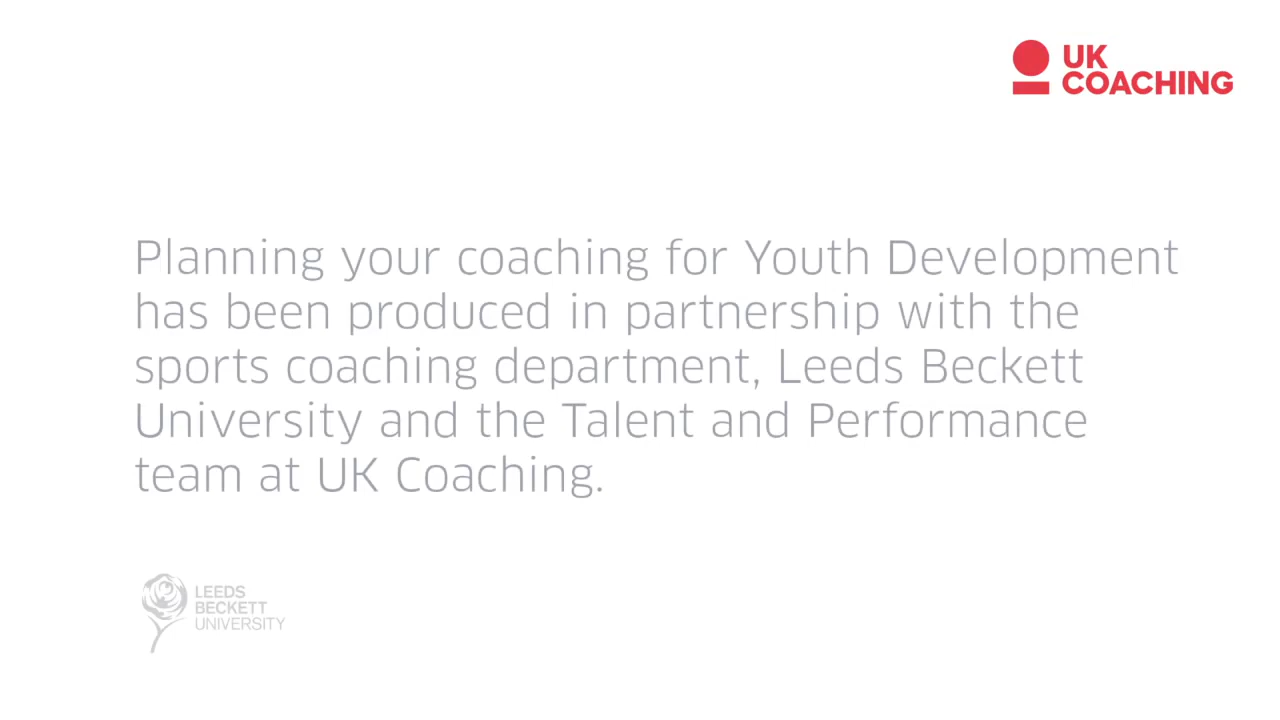 UK
COACHING
Planning your coaching for Youth Development
has been produced in partnership with the
sports coaching department, Leeds Beckett
University and the Talent and Performance
team at UK Coaching.
LEEDS
BECKETT
UNIVERSITY